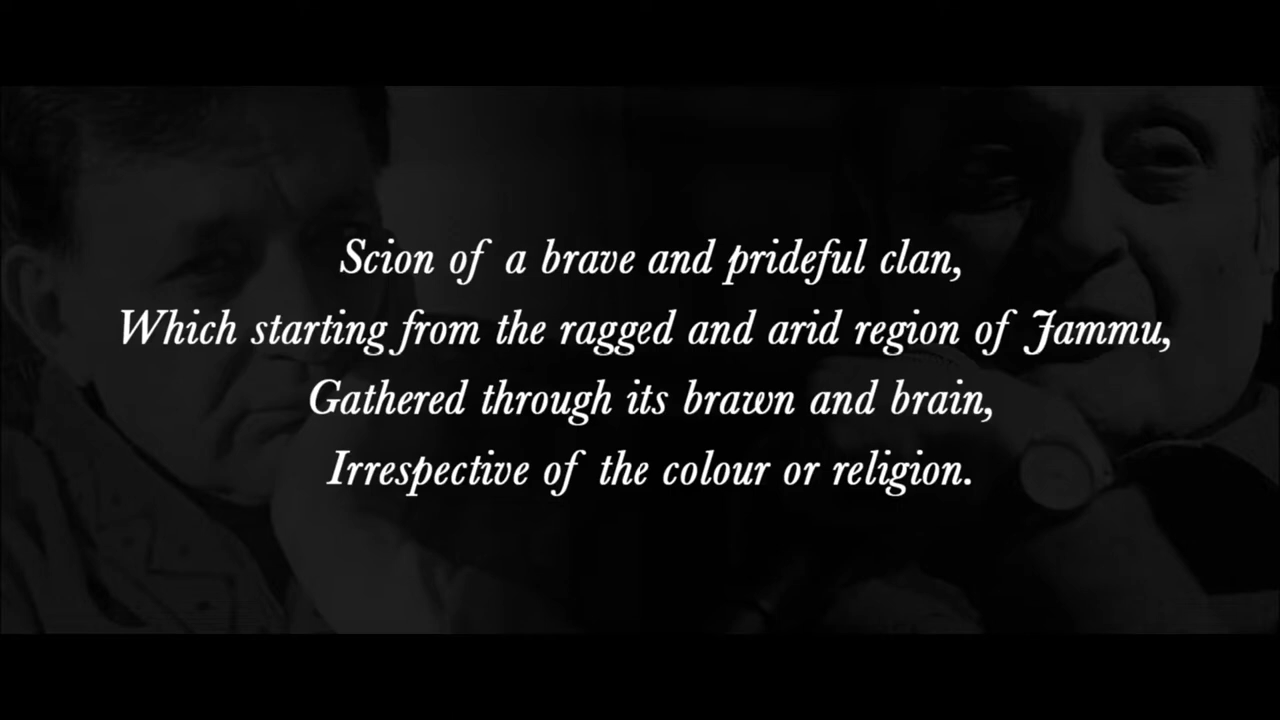 Scion of a brave and prideful clan,
Which starting from the ragged and arid region of Jammu,
Gathered through its brawn and brain,
Irrespective of the colour or religion.